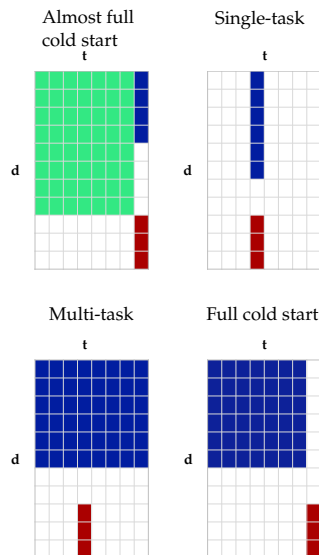 Almost full
cold start
t
d
Single-task
t
d
Multi-task
t
d
Full cold start
t
d